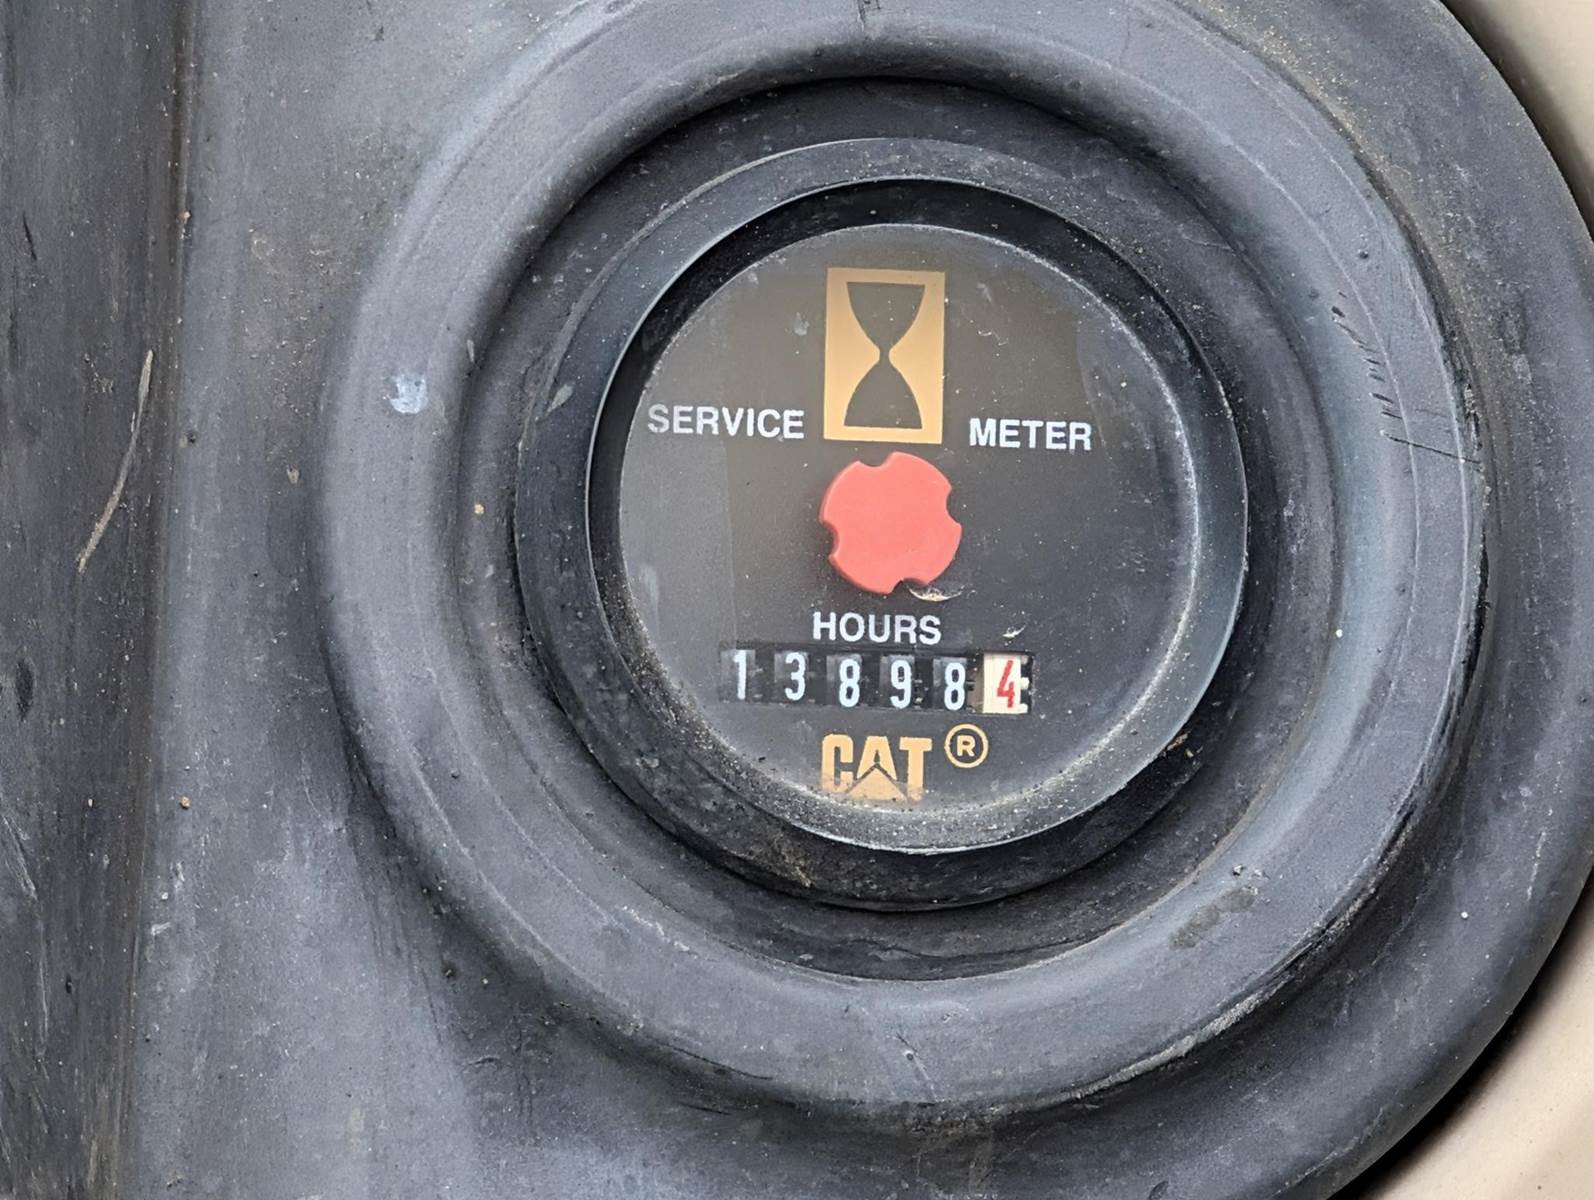 SERVICE METER
HOURS
138984
CAT ®